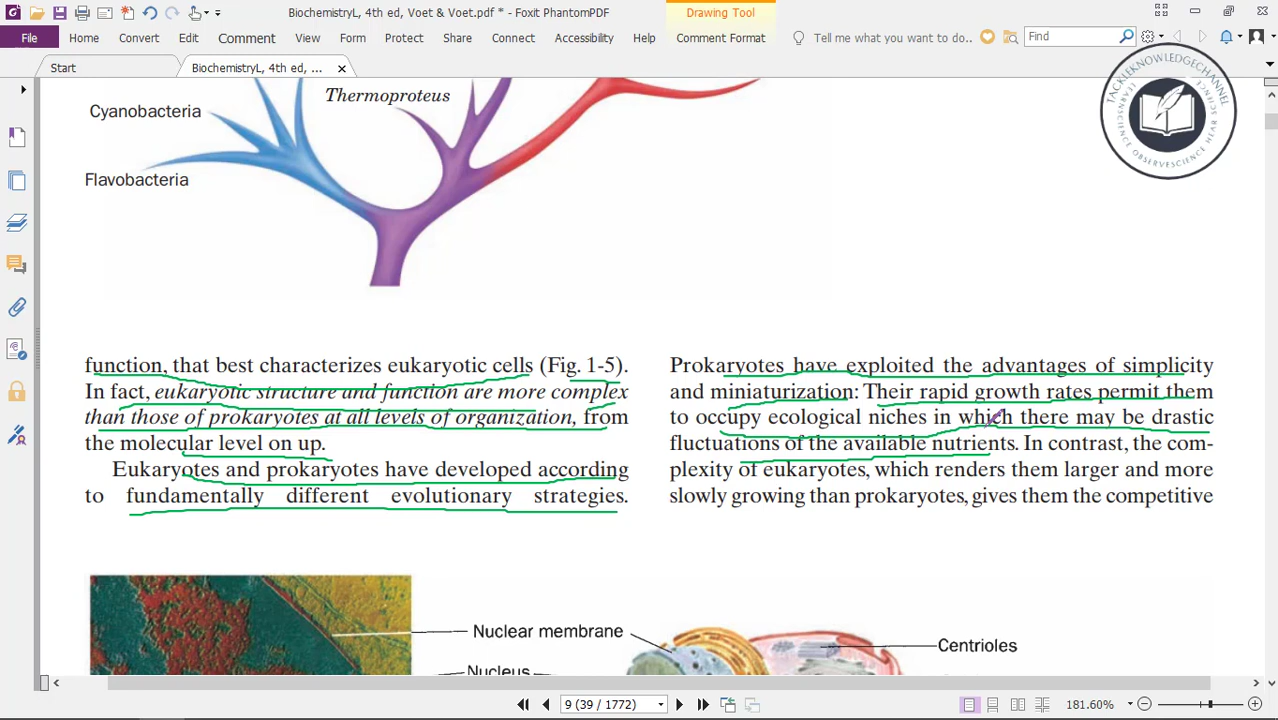 BiochemistryL, 4th ed, Voet & Voet.pdf * - Foxit PhantomPDF
Drawing Tool
File Home Convert Edit Comment View Form Protect Share Connect Accessibility Help Comment Format
Tell me what you want to do..
Find
Start
BiochemistryL, 4th ed, ...
TACKLEKNOWLEDGECHANNEL
LEARNSCIENCE OBSERVESCIENCE HEARSCIENCE
Thermoproteus
Cyanobacteria
Flavobacteria
function, that best characterizes eukaryotic cells (Fig. 1-5).
In fact, eukaryotic structure and function are more complex
than those of prokaryotes at all levels of organization, from
the molecular level on up.
Eukaryotes and prokaryotes have developed according
to fundamentally different evolutionary strategies.
Prokaryotes have exploited the advantages of simplicity
and miniaturization: Their rapid growth rates permit them
to occupy ecological niches in which there may be drastic
fluctuations of the available nutrients. In contrast, the com-
plexity of eukaryotes, which renders them larger and more
slowly growing than prokaryotes, gives them the competitive
Nuclear membrane
Nucleus
Centrioles
9 (39 / 1772)
181.60%